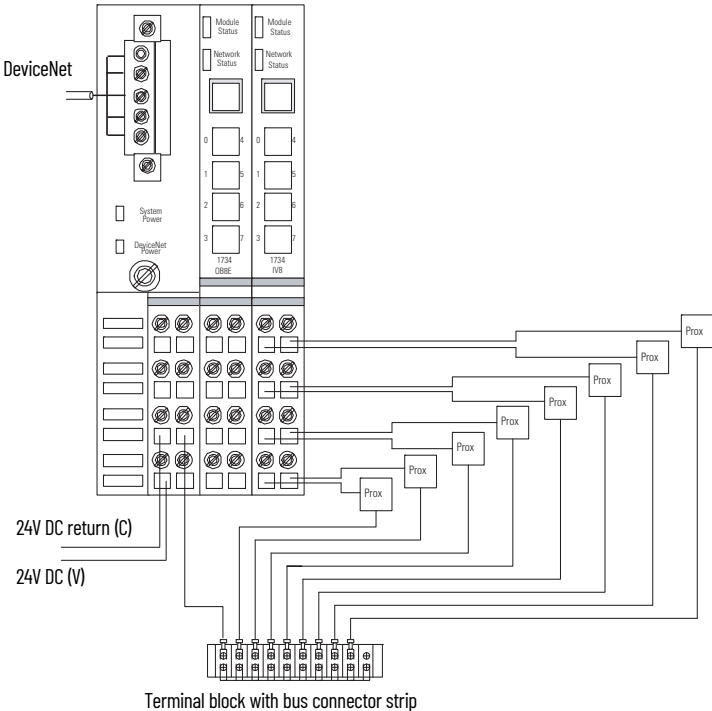 Module
Status
Module
Status
DeviceNet
Network
Status
Network
Status
0 4
0 4
1 5
1 5
System
Power
2 6
2 6
DeviceNet
Power
3 7
3 7
1734
OB8E
1734
IV8
Prox
Prox
Prox
Prox
Prox
Prox
Prox
Prox
24V DC return (C)
24V DC (V)
Terminal block with bus connector strip